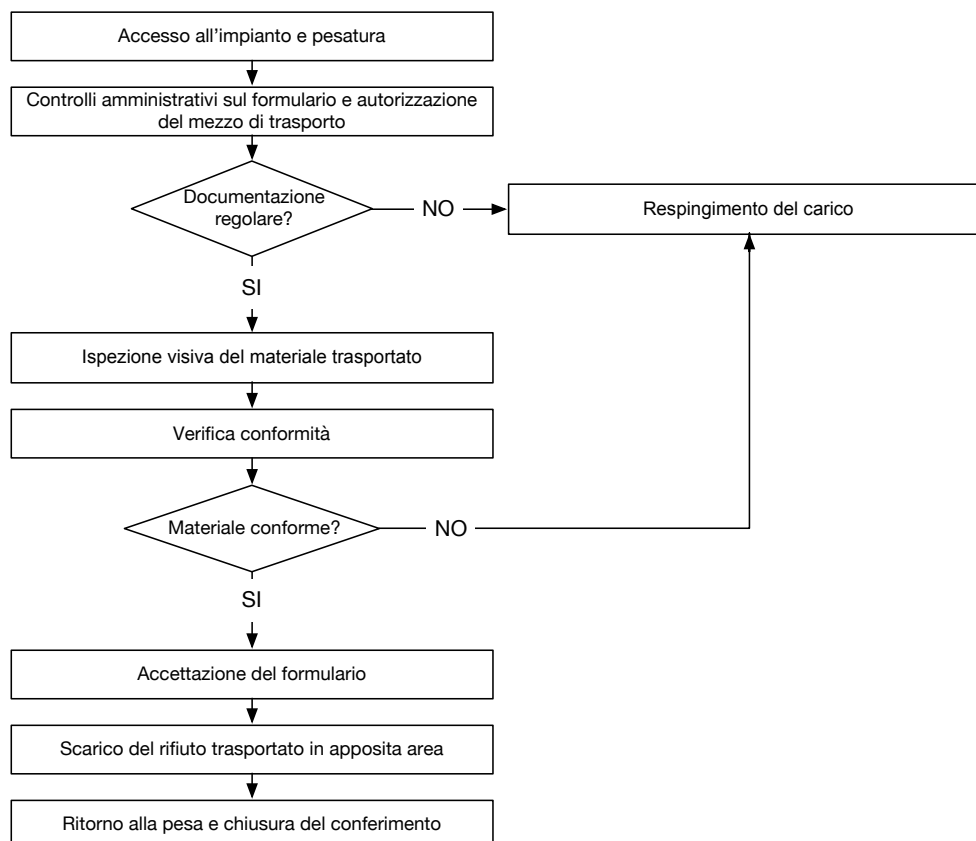 Accesso all'impianto e pesatura
Controlli amministrativi sul formulario e autorizzazione
del mezzo di trasporto
Documentazione
regolare?
NO
Respingimento del carico
SI
Ispezione visiva del materiale trasportato
Verifica conformità
Materiale conforme?
NO
SI
Accettazione del formulario
Scarico del rifiuto trasportato in apposita area
Ritorno alla pesa e chiusura del conferimento